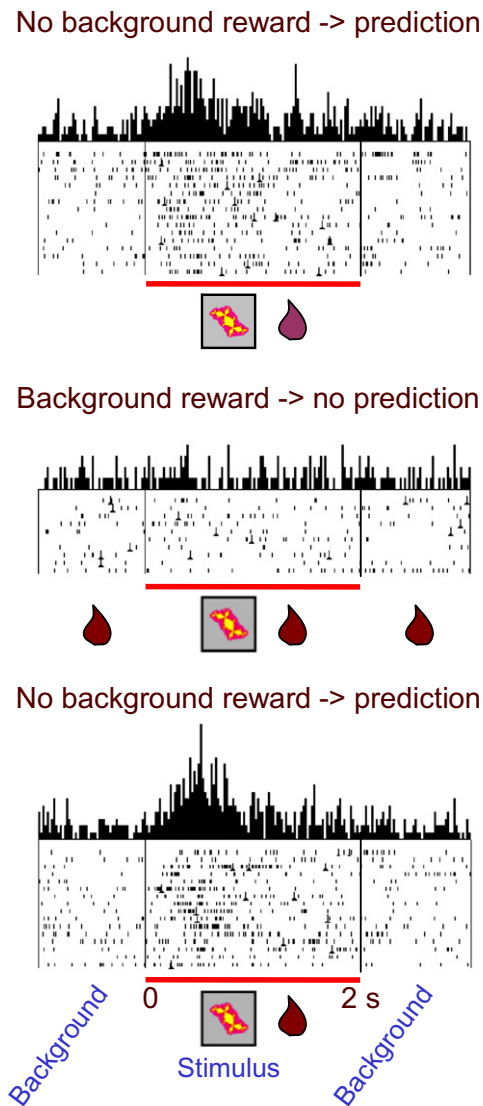 No background reward -> prediction
Background reward -> no prediction
No background reward -> prediction
0
2 s
Background
Stimulus
Background